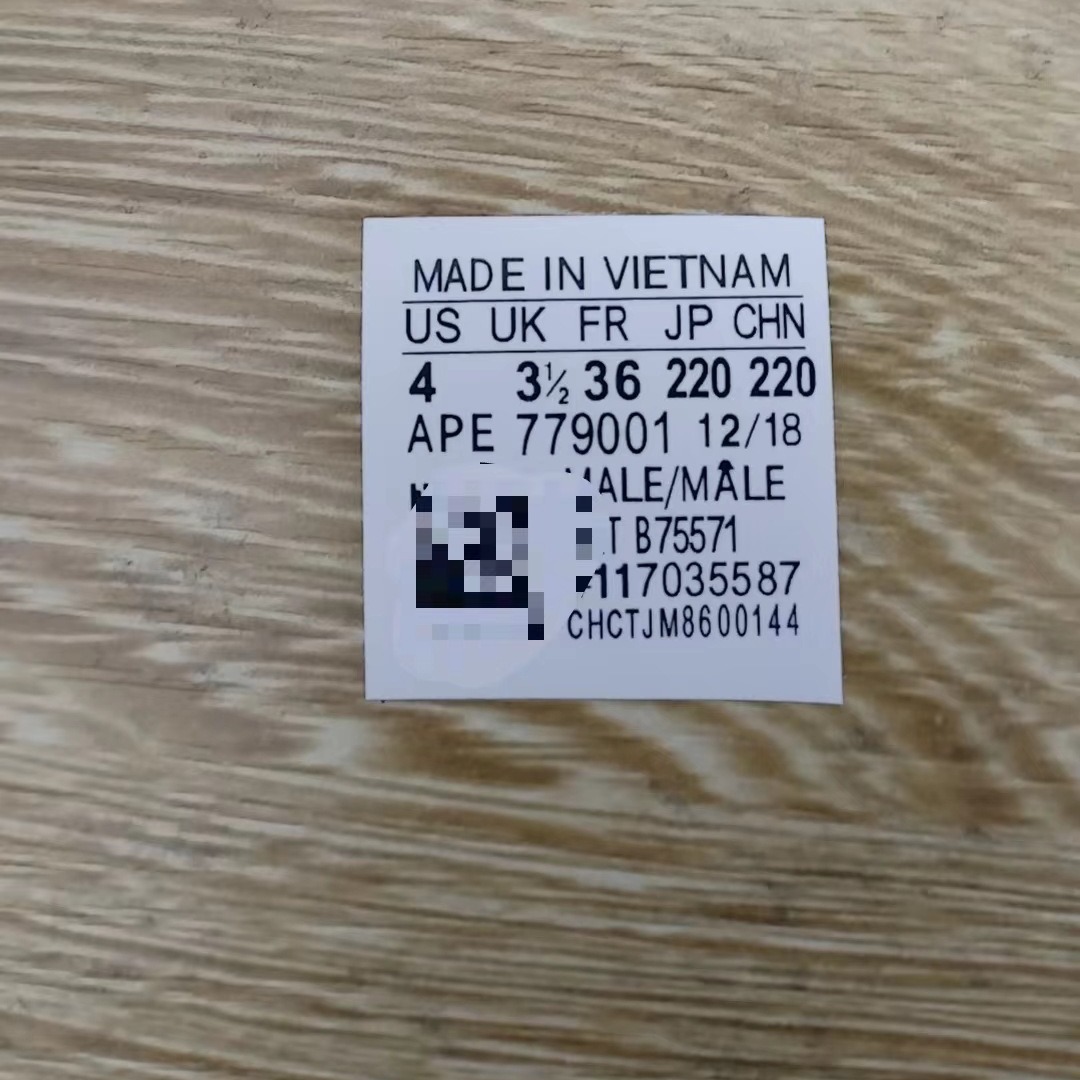 MADE IN VIETNAM
US UK FR JP CHN
4 3½ 36 220 220
APE 779001 12/18
MALE/MÂLE
B75571
117035587
CHCTJM8600144